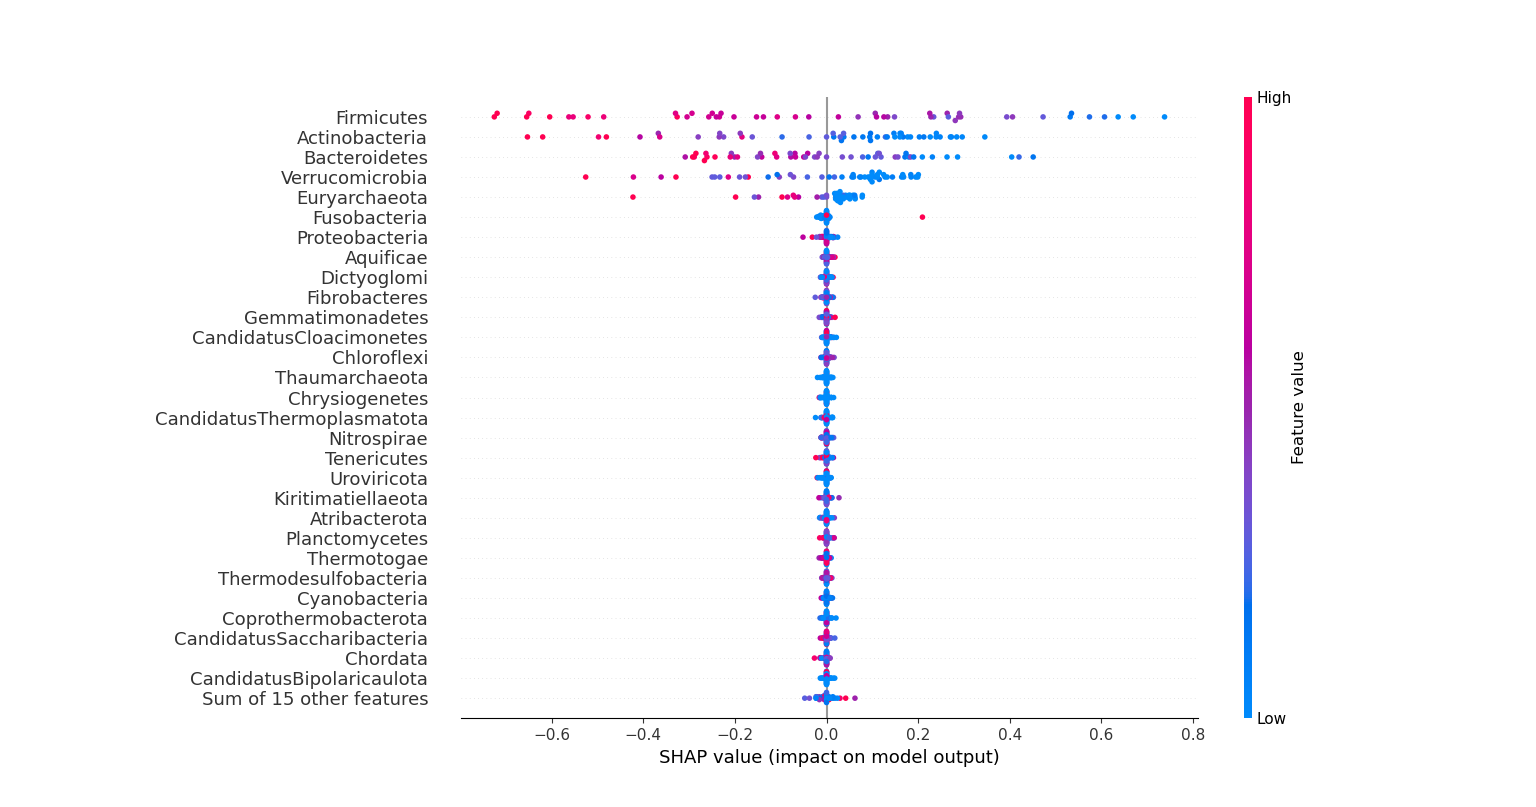 High
Firmicutes
Actinobacteria
Bacteroidetes
Verrucomicrobia
Euryarchaeota
Fusobacteria
Proteobacteria
Aquificae
Dictyoglomi
Fibrobacteres
Gemmatimonadetes
CandidatusCloacimonetes
Chloroflexi
Thaumarchaeota
Chrysiogenetes
CandidatusThermoplasmatota
Nitrospirae
Tenericutes
Uroviricota
Kiritimatiellaeota
Atribacterota
Planctomycetes
Thermotogae
Thermodesulfobacteria
Cyanobacteria
Coprothermobacterota
CandidatusSaccharibacteria
Chordata
CandidatusBipolaricaulota
Sum of 15 other features
Feature value
Low
−0.6 −0.4 −0.2 0.0 0.2 0.4 0.6 0.8
SHAP value (impact on model output)